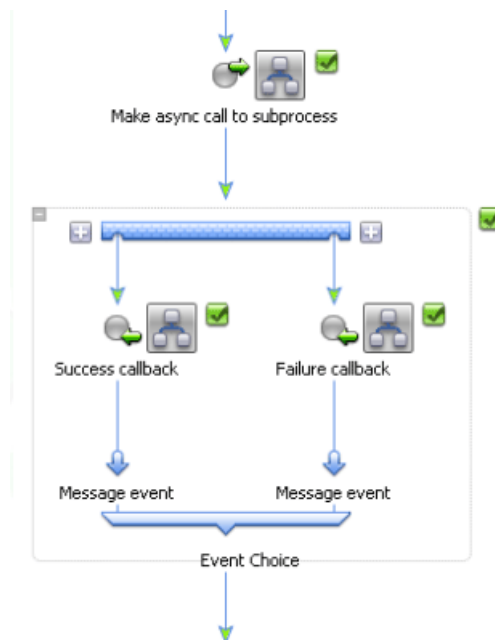 Make async call to subprocess
Success callback
Failure callback
Message event
Message event
Event Choice